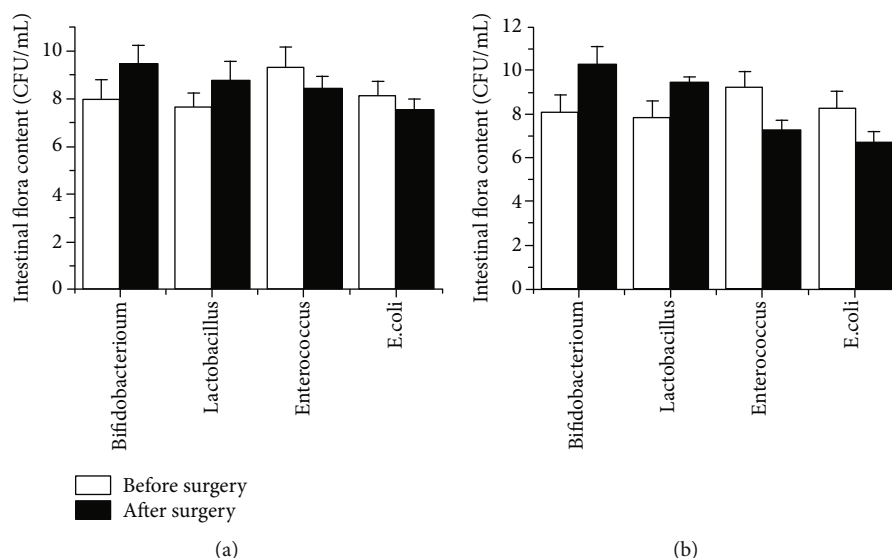 Intestinal flora content (CFU/mL)
10
8
6
4
2
0
Bifidobacterioum
Lactobacillus
Enterococcus
E.coli
Before surgery
After surgery
(a)
Intestinal flora content (CFU/mL)
12
10
8
6
4
2
0
Bifidobacterioum
Lactobacillus
Enterococcus
E.coli
(b)